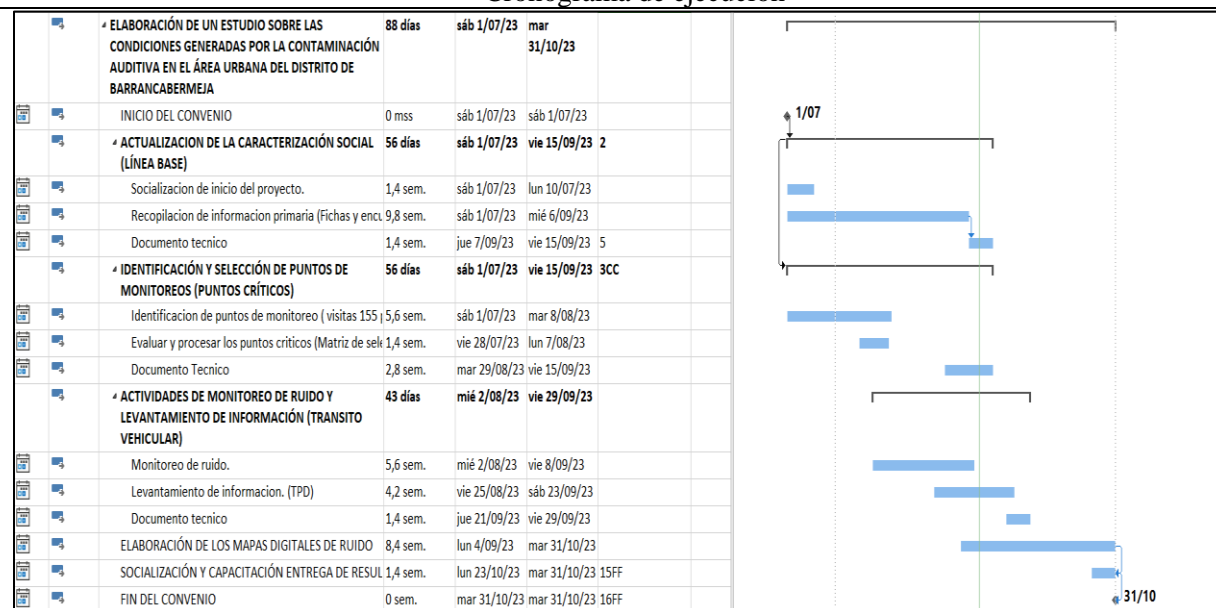 Cronograma de ejecución
ELABORACIÓN DE UN ESTUDIO SOBRE LAS 88 días sáb 1/07/23 mar
CONDICIONES GENERADAS POR LA CONTAMINACIÓN 31/10/23
AUDITIVA EN EL ÁREA URBANA DEL DISTRITO DE
BARRANCABERMEJA
INICIO DEL CONVENIO 0 mss sáb 1/07/23 sáb 1/07/23 1/07
ACTUALIZACION DE LA CARACTERIZACIÓN SOCIAL 56 días sáb 1/07/23 vie 15/09/23 2
(LÍNEA BASE)
Socializacion de inicio del proyecto. 1,4 sem. sáb 1/07/23 lun 10/07/23
Recopilacion de informacion primaria (Fichas y encu 9,8 sem. sáb 1/07/23 mié 6/09/23
Documento tecnico 1,4 sem. jue 7/09/23 vie 15/09/23 5
IDENTIFICACIÓN Y SELECCIÓN DE PUNTOS DE 56 días sáb 1/07/23 vie 15/09/23 3CC
MONITOREOS (PUNTOS CRÍTICOS)
Identificacion de puntos de monitoreo ( visitas 155 p 5,6 sem. sáb 1/07/23 mar 8/08/23
Evaluar y procesar los puntos criticos (Matriz de sele 1,4 sem. vie 28/07/23 lun 7/08/23
Documento Tecnico 2,8 sem. mar 29/08/23 vie 15/09/23
ACTIVIDADES DE MONITOREO DE RUIDO Y 43 días mié 2/08/23 vie 29/09/23
LEVANTAMIENTO DE INFORMACIÓN (TRANSITO
VEHICULAR)
Monitoreo de ruido. 5,6 sem. mié 2/08/23 vie 8/09/23
Levantamiento de informacion. (TPD) 4,2 sem. vie 25/08/23 sáb 23/09/23
Documento tecnico 1,4 sem. jue 21/09/23 vie 29/09/23
ELABORACIÓN DE LOS MAPAS DIGITALES DE RUIDO 8,4 sem. lun 4/09/23 mar 31/10/23
SOCIALIZACIÓN Y CAPACITACIÓN ENTREGA DE RESUL 1,4 sem. lun 23/10/23 mar 31/10/23 15FF
FIN DEL CONVENIO 0 sem. mar 31/10/23 mar 31/10/23 16FF 31/10